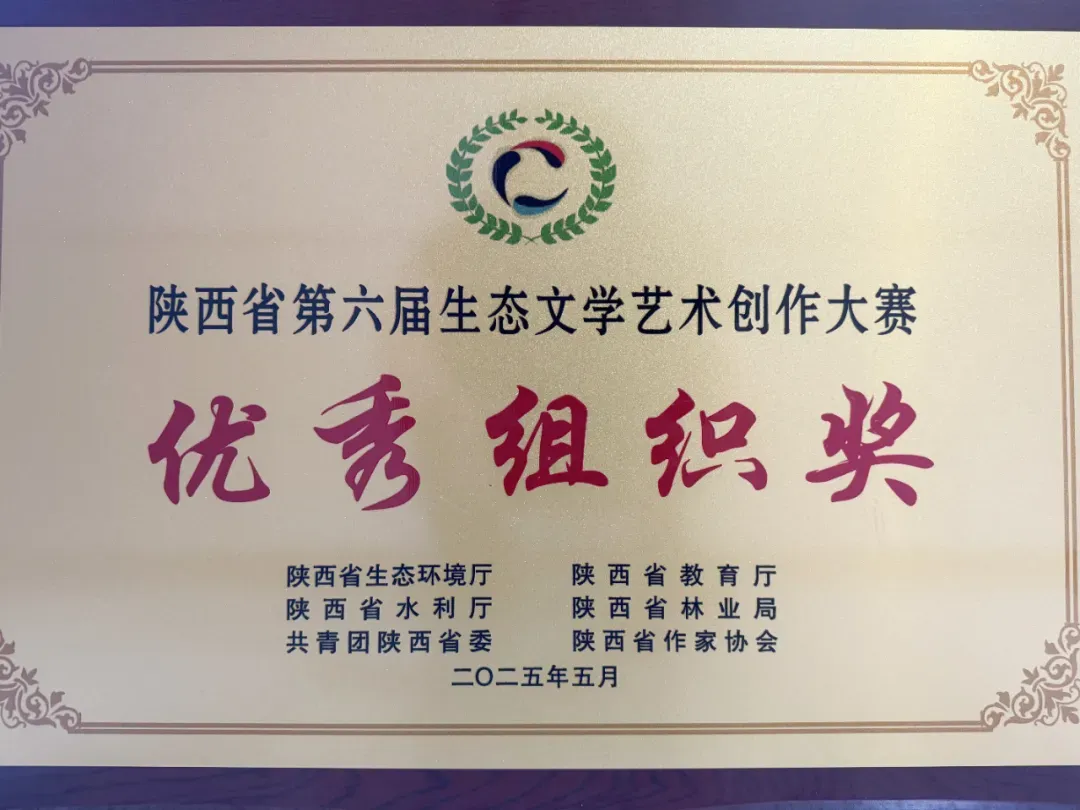 陕西省第六届生态文学艺术创作大赛
优秀组织奖
陕西省生态环境厅 陕西省教育厅
陕西省水利厅 陕西省林业局
共青团陕西省委 陕西省作家协会
二〇二五年五月